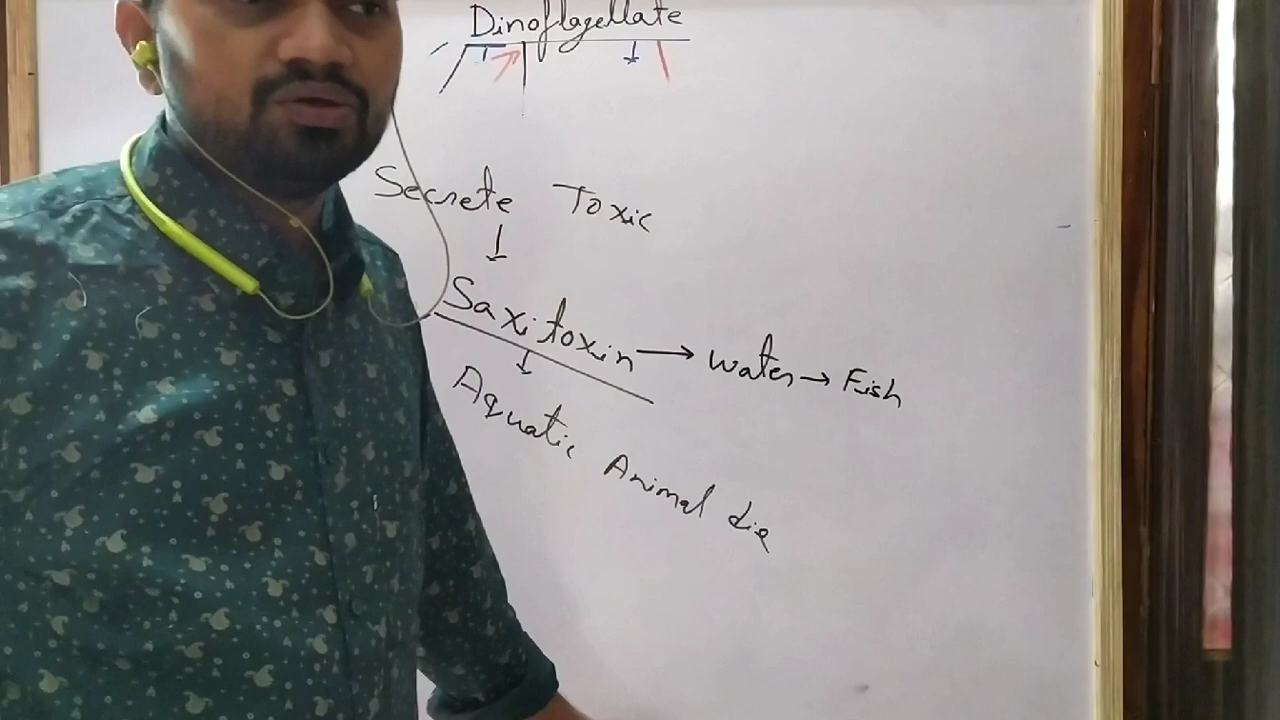 Dinoflagellate
Secrete Toxic
↓
Saxitoxin → water → Fish
↓
Aquatic Animal die